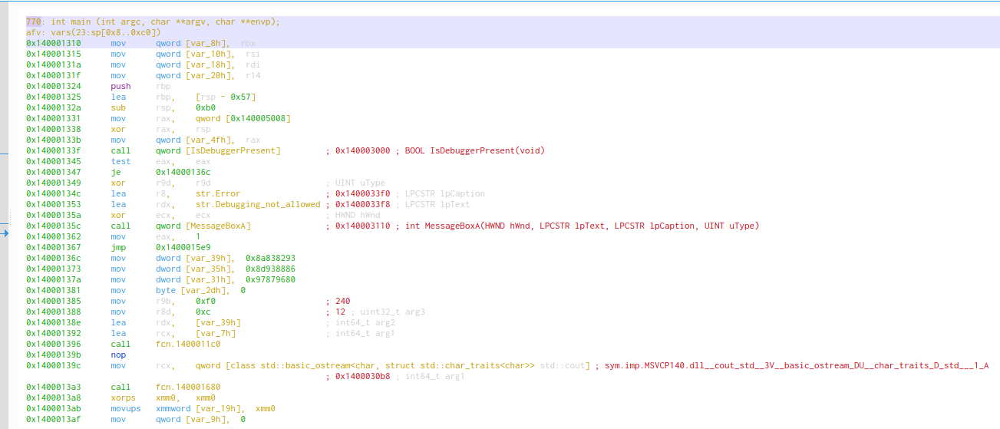 770: int main (int argc, char **argv, char **envp);
afv: vars(23:sp[0x8..0xc0])
0x140001310 mov qword [var_8h], rbx
0x140001315 mov qword [var_10h], rsi
0x14000131a mov qword [var_18h], rdi
0x14000131f mov qword [var_20h], r14
0x140001324 push rbp
0x140001325 lea rbp, [rsp - 0x57]
0x14000132a sub rsp, 0xb0
0x140001331 mov rax, qword [0x140005008]
0x140001338 xor rax, rsp
0x14000133b mov qword [var_4fh], rax
0x14000133f call qword [IsDebuggerPresent] ; 0x140003000 ; BOOL IsDebuggerPresent(void)
0x140001345 test eax, eax
0x140001347 je 0x14000136c
0x140001349 xor r9d, r9d ; UINT uType
0x14000134c lea r8, str.Error ; 0x1400033f0 ; LPCSTR lpCaption
0x140001353 lea rdx, str.Debugging_not_allowed ; 0x1400033f8 ; LPCSTR lpText
0x14000135a xor ecx, ecx ; HWND hWnd
0x14000135c call qword [MessageBoxA] ; 0x140003110 ; int MessageBoxA(HWND hWnd, LPCSTR lpText, LPCSTR lpCaption, UINT uType)
0x140001362 mov eax, 1
0x140001367 jmp 0x1400015e9
0x14000136c mov dword [var_39h], 0x8a838293
0x140001373 mov dword [var_35h], 0x8d938886
0x14000137a mov dword [var_31h], 0x97879680
0x140001381 mov byte [var_2dh], 0
0x140001385 mov r9b, 0xf0 ; 240
0x140001388 mov r8d, 0xc ; 12 ; uint32_t arg3
0x14000138e lea rdx, [var_39h] ; int64_t arg2
0x140001392 lea rcx, [var_7h] ; int64_t arg1
0x140001396 call fcn.1400011c0
0x14000139b nop
0x14000139c mov rcx, qword [class std::basic_ostream<char, struct std::char_traits<char>> std::cout] ; sym.imp.MSVCP140.dll__cout_std__3V__basic_ostream_DU__char_traits_D_std___1_A
; 0x1400030b8 ; int64_t arg1
0x1400013a3 call fcn.140001680
0x1400013a8 xorps xmm0, xmm0
0x1400013ab movups xmmword [var_19h], xmm0
0x1400013af mov qword [var_9h], 0